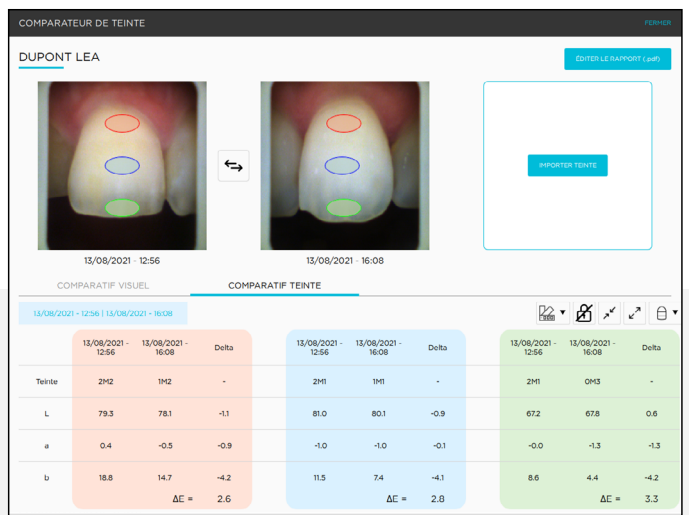 COMPARATEUR DE TEINTE FERMER
DUPONT LEA ÉDITER LE RAPPORT (.pdf)
IMPORTER TEINTE
13/08/2021 - 12:56 13/08/2021 - 16:08
COMPARATIF VISUEL COMPARATIF TEINTE
13/08/2021 - 12:56 | 13/08/2021 - 16:08
13/08/2021 - 12:56 13/08/2021 - 16:08 Delta 13/08/2021 - 12:56 13/08/2021 - 16:08 Delta 13/08/2021 - 12:56 13/08/2021 - 16:08 Delta
Teinte 2M2 1M2 - 2M1 1M1 - 2M1 0M3 -
L 79.3 78.1 -1.1 81.0 80.1 -0.9 67.2 67.8 0.6
a 0.4 -0.5 -0.9 -1.0 -1.0 -0.1 -0.0 -1.3 -1.3
b 18.8 14.7 -4.2 11.5 7.4 -4.1 8.6 4.4 -4.2
ΔE = 2.6 ΔE = 2.8 ΔE = 3.3